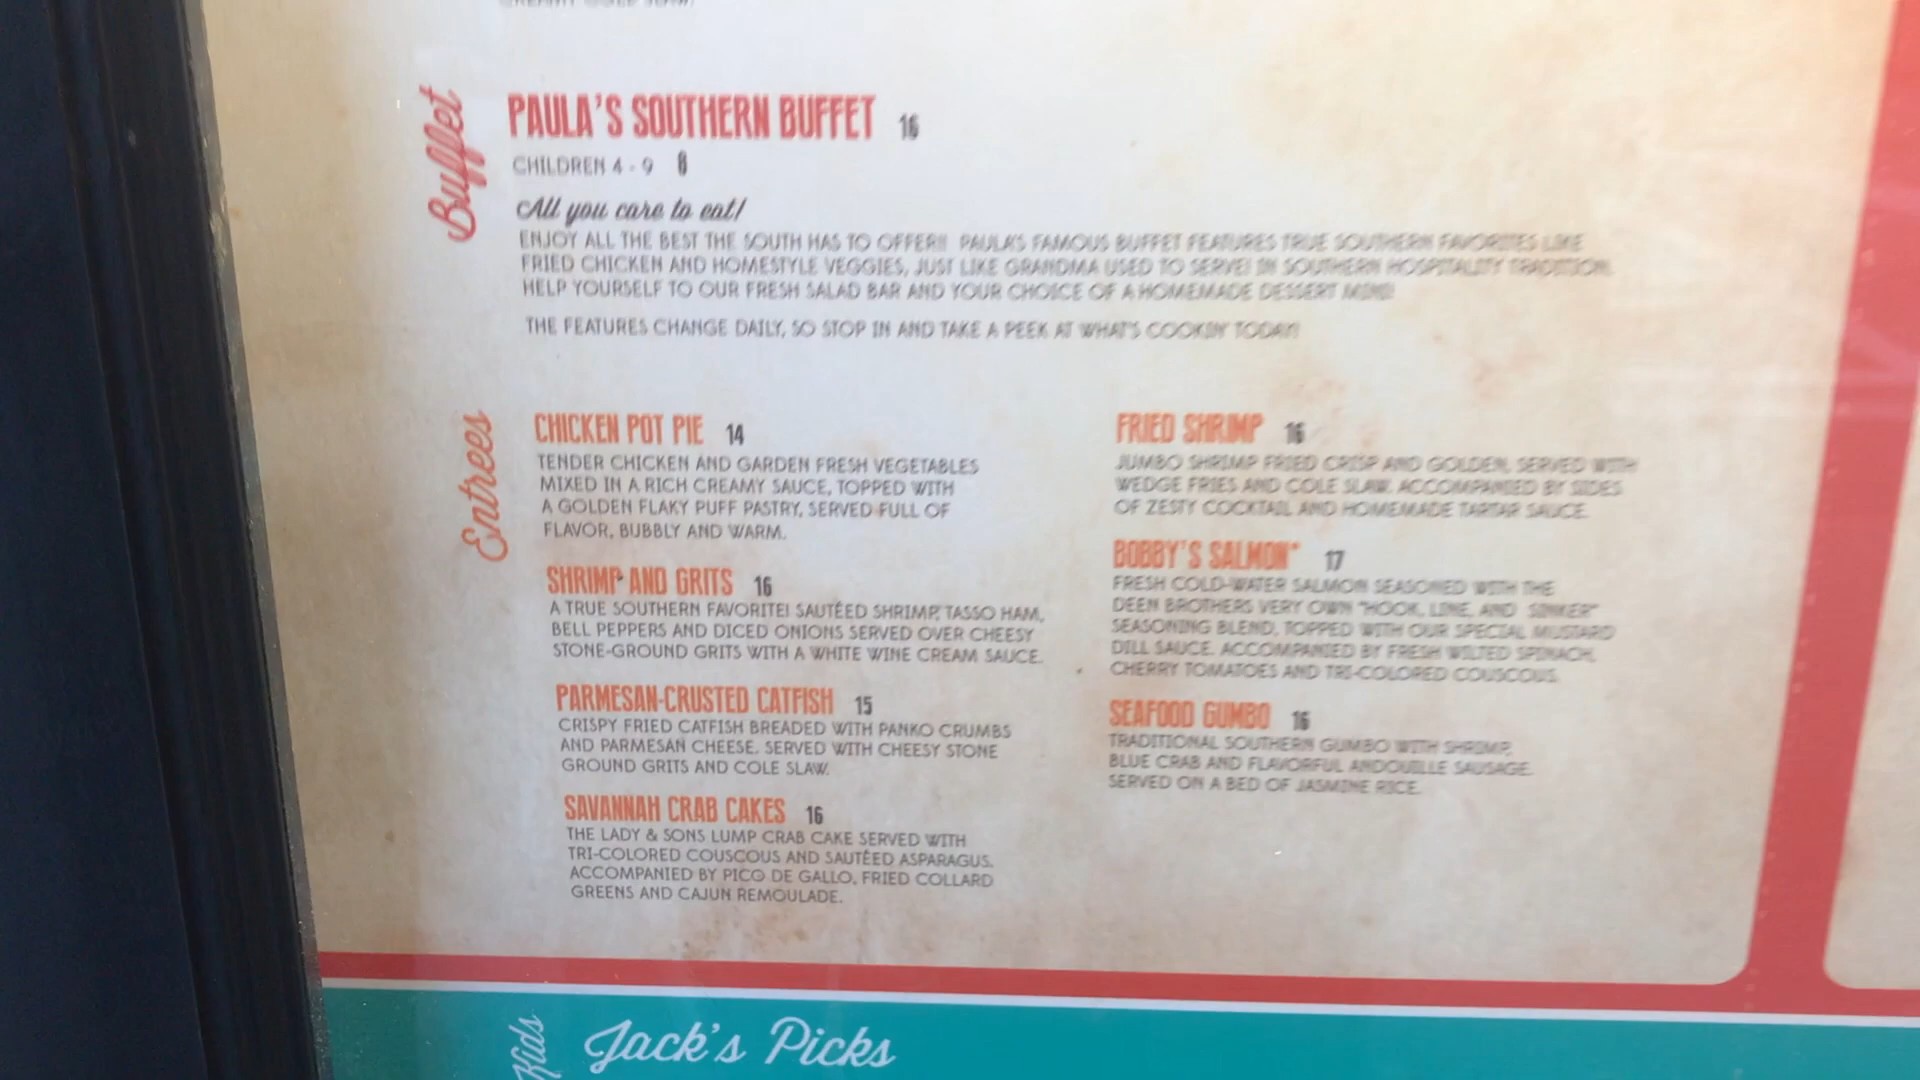 Buffet
PAULA'S SOUTHERN BUFFET 16
CHILDREN 4 - 9 8
All you care to eat!
ENJOY ALL THE BEST THE SOUTH HAS TO OFFER!! PAULA'S FAMOUS BUFFET FEATURES TRUE SOUTHERN FAVORITES LIKE
FRIED CHICKEN AND HOMESTYLE VEGGIES, JUST LIKE GRANDMA USED TO SERVE! IN SOUTHERN HOSPITALITY TRADITION.
HELP YOURSELF TO OUR FRESH SALAD BAR AND YOUR CHOICE OF A HOMEMADE DESSERT MINI!
THE FEATURES CHANGE DAILY, SO STOP IN AND TAKE A PEEK AT WHAT'S COOKIN' TODAY!
Entrees
CHICKEN POT PIE 14
TENDER CHICKEN AND GARDEN FRESH VEGETABLES
MIXED IN A RICH CREAMY SAUCE, TOPPED WITH
A GOLDEN FLAKY PUFF PASTRY, SERVED FULL OF
FLAVOR, BUBBLY AND WARM.
SHRIMP AND GRITS 16
A TRUE SOUTHERN FAVORITE! SAUTÉED SHRIMP, TASSO HAM,
BELL PEPPERS AND DICED ONIONS SERVED OVER CHEESY
STONE-GROUND GRITS WITH A WHITE WINE CREAM SAUCE.
PARMESAN-CRUSTED CATFISH 15
CRISPY FRIED CATFISH BREADED WITH PANKO CRUMBS
AND PARMESAN CHEESE. SERVED WITH CHEESY STONE
GROUND GRITS AND COLE SLAW.
SAVANNAH CRAB CAKES 16
THE LADY & SONS LUMP CRAB CAKE SERVED WITH
TRI-COLORED COUSCOUS AND SAUTÉED ASPARAGUS.
ACCOMPANIED BY PICO DE GALLO, FRIED COLLARD
GREENS AND CAJUN REMOULADE.
FRIED SHRIMP 16
JUMBO SHRIMP FRIED CRISP AND GOLDEN, SERVED WITH
WEDGE FRIES AND COLE SLAW. ACCOMPANIED BY SIDES
OF ZESTY COCKTAIL AND HOMEMADE TARTAR SAUCE.
BOBBY'S SALMON* 17
FRESH COLD-WATER SALMON SEASONED WITH THE
DEEN BROTHERS VERY OWN "HOOK, LINE, AND SINKER"
SEASONING BLEND, TOPPED WITH OUR SPECIAL MUSTARD
DILL SAUCE. ACCOMPANIED BY FRESH WILTED SPINACH,
CHERRY TOMATOES AND TRI-COLORED COUSCOUS.
SEAFOOD GUMBO 16
TRADITIONAL SOUTHERN GUMBO WITH SHRIMP,
BLUE CRAB AND FLAVORFUL ANDOUILLE SAUSAGE.
SERVED ON A BED OF JASMINE RICE.
Kids
Jack's Picks